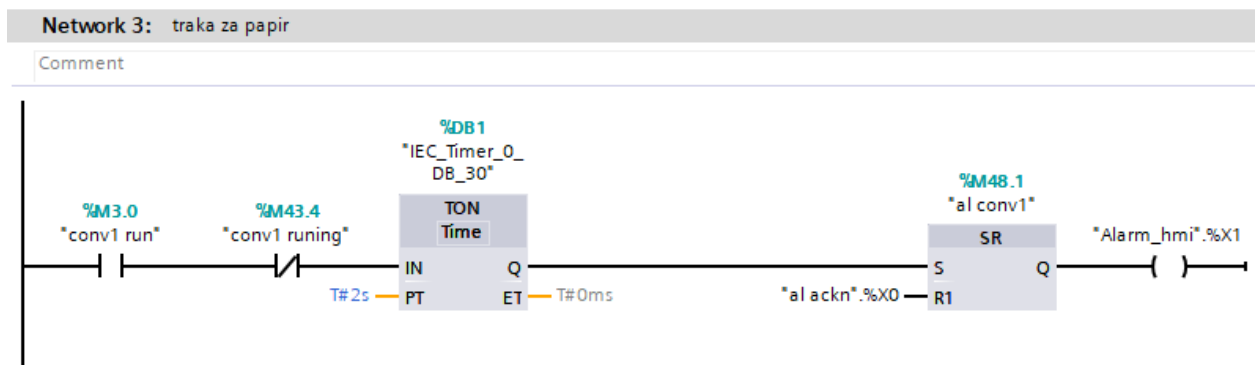 Network 3: traka za papir
Comment
%DB1
"IEC_Timer_0_
DB_30"
%M48.1
"al conv1"
%M3.0
"conv1 run"
%M43.4
"conv1 runing"
TON
Time
SR
"Alarm_hmi".%X1
IN Q
S Q
T#2s PT ET T#0ms
"al ackn".%X0 R1